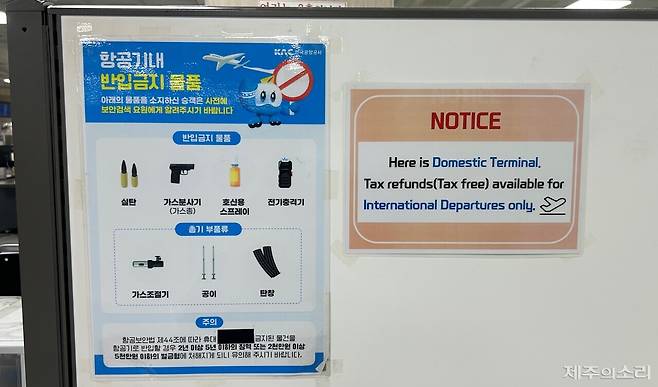 KAC 한국공항공사
항공기내
반입금지 물품
아래의 물품을 소지하신 승객은 사전에
보안검색 요원에게 알려주시기 바랍니다
반입금지 물품
실탄
가스분사기
(가스총)
호신용
스프레이
전기충격기
총기 부품류
가스조절기
공이
탄창
주의
항공보안법 제44조에 따라 휴대 금지된 물건을
항공기로 반입할 경우 2년 이상 5년 이하의 징역 또는 2천만원 이상
5천만원 이하의 벌금형에 처해지게 되니 유의해 주시기 바랍니다.
NOTICE
Here is Domestic Terminal.
Tax refunds(Tax free) available for
International Departures only.
제주의소리